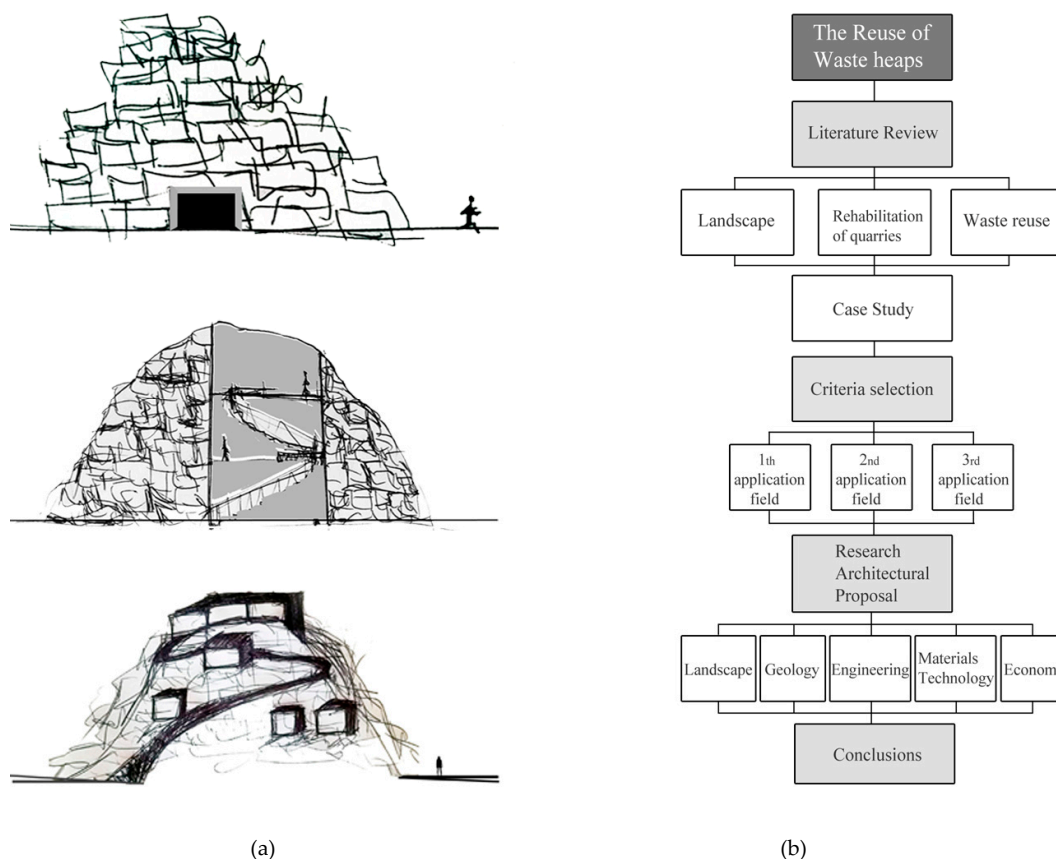 The Reuse of
Waste heaps
Literature Review
Landscape
Rehabilitation
of quarries
Waste reuse
Case Study
Criteria selection
1th
application
field
2nd
application
field
3rd
application
field
Research
Architectural
Proposal
Landscape
Geology
Engineering
Materials
Technology
Econom
Conclusions
(a)
(b)